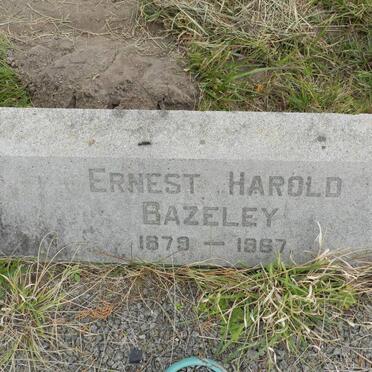 ERNEST HAROLD
BAZELEY
1879 — 1967